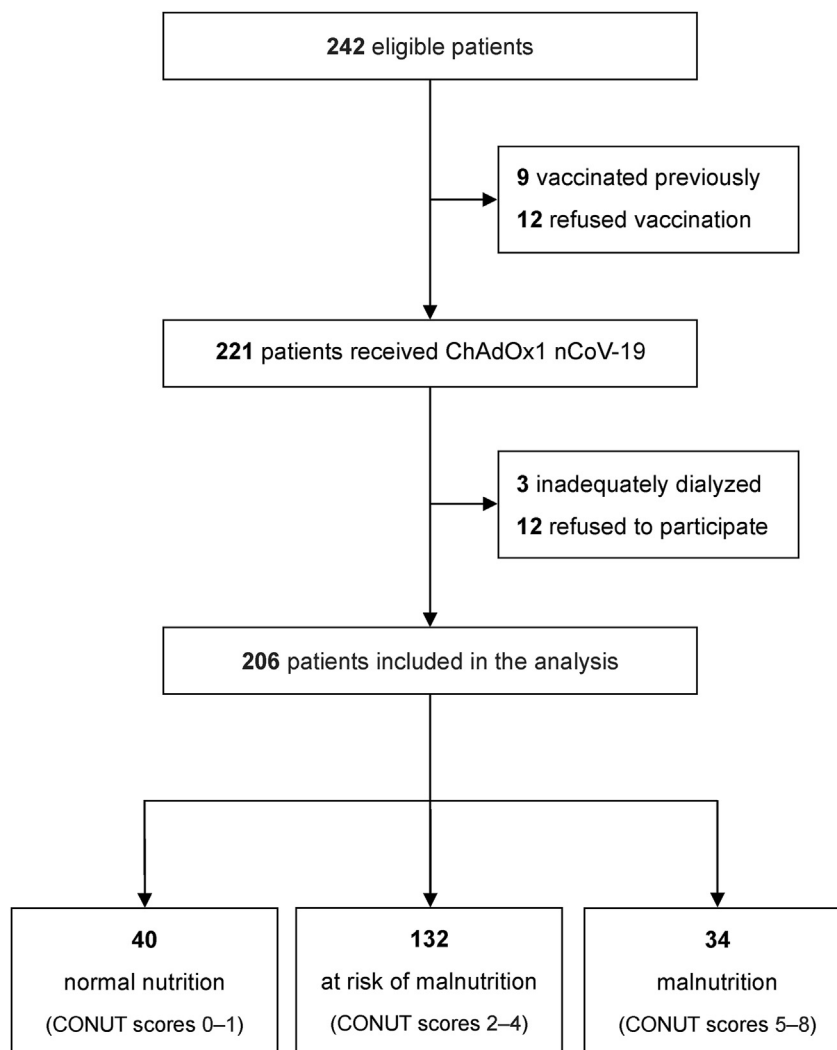 242 eligible patients
9 vaccinated previously
12 refused vaccination
221 patients received ChAdOx1 nCoV-19
3 inadequately dialyzed
12 refused to participate
206 patients included in the analysis
40
normal nutrition
(CONUT scores 0–1)
132
at risk of malnutrition
(CONUT scores 2–4)
34
malnutrition
(CONUT scores 5–8)